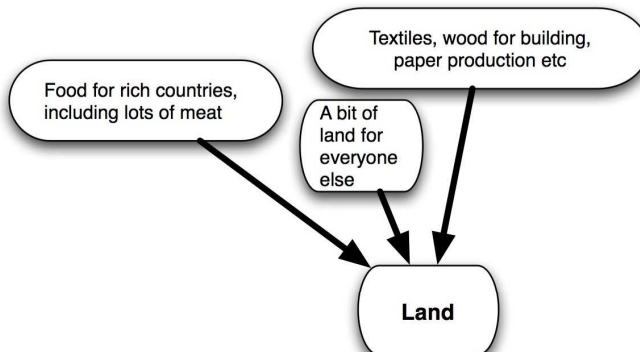 Textiles, wood for building,
paper production etc
Food for rich countries,
including lots of meat
A bit of
land for
everyone
else
Land